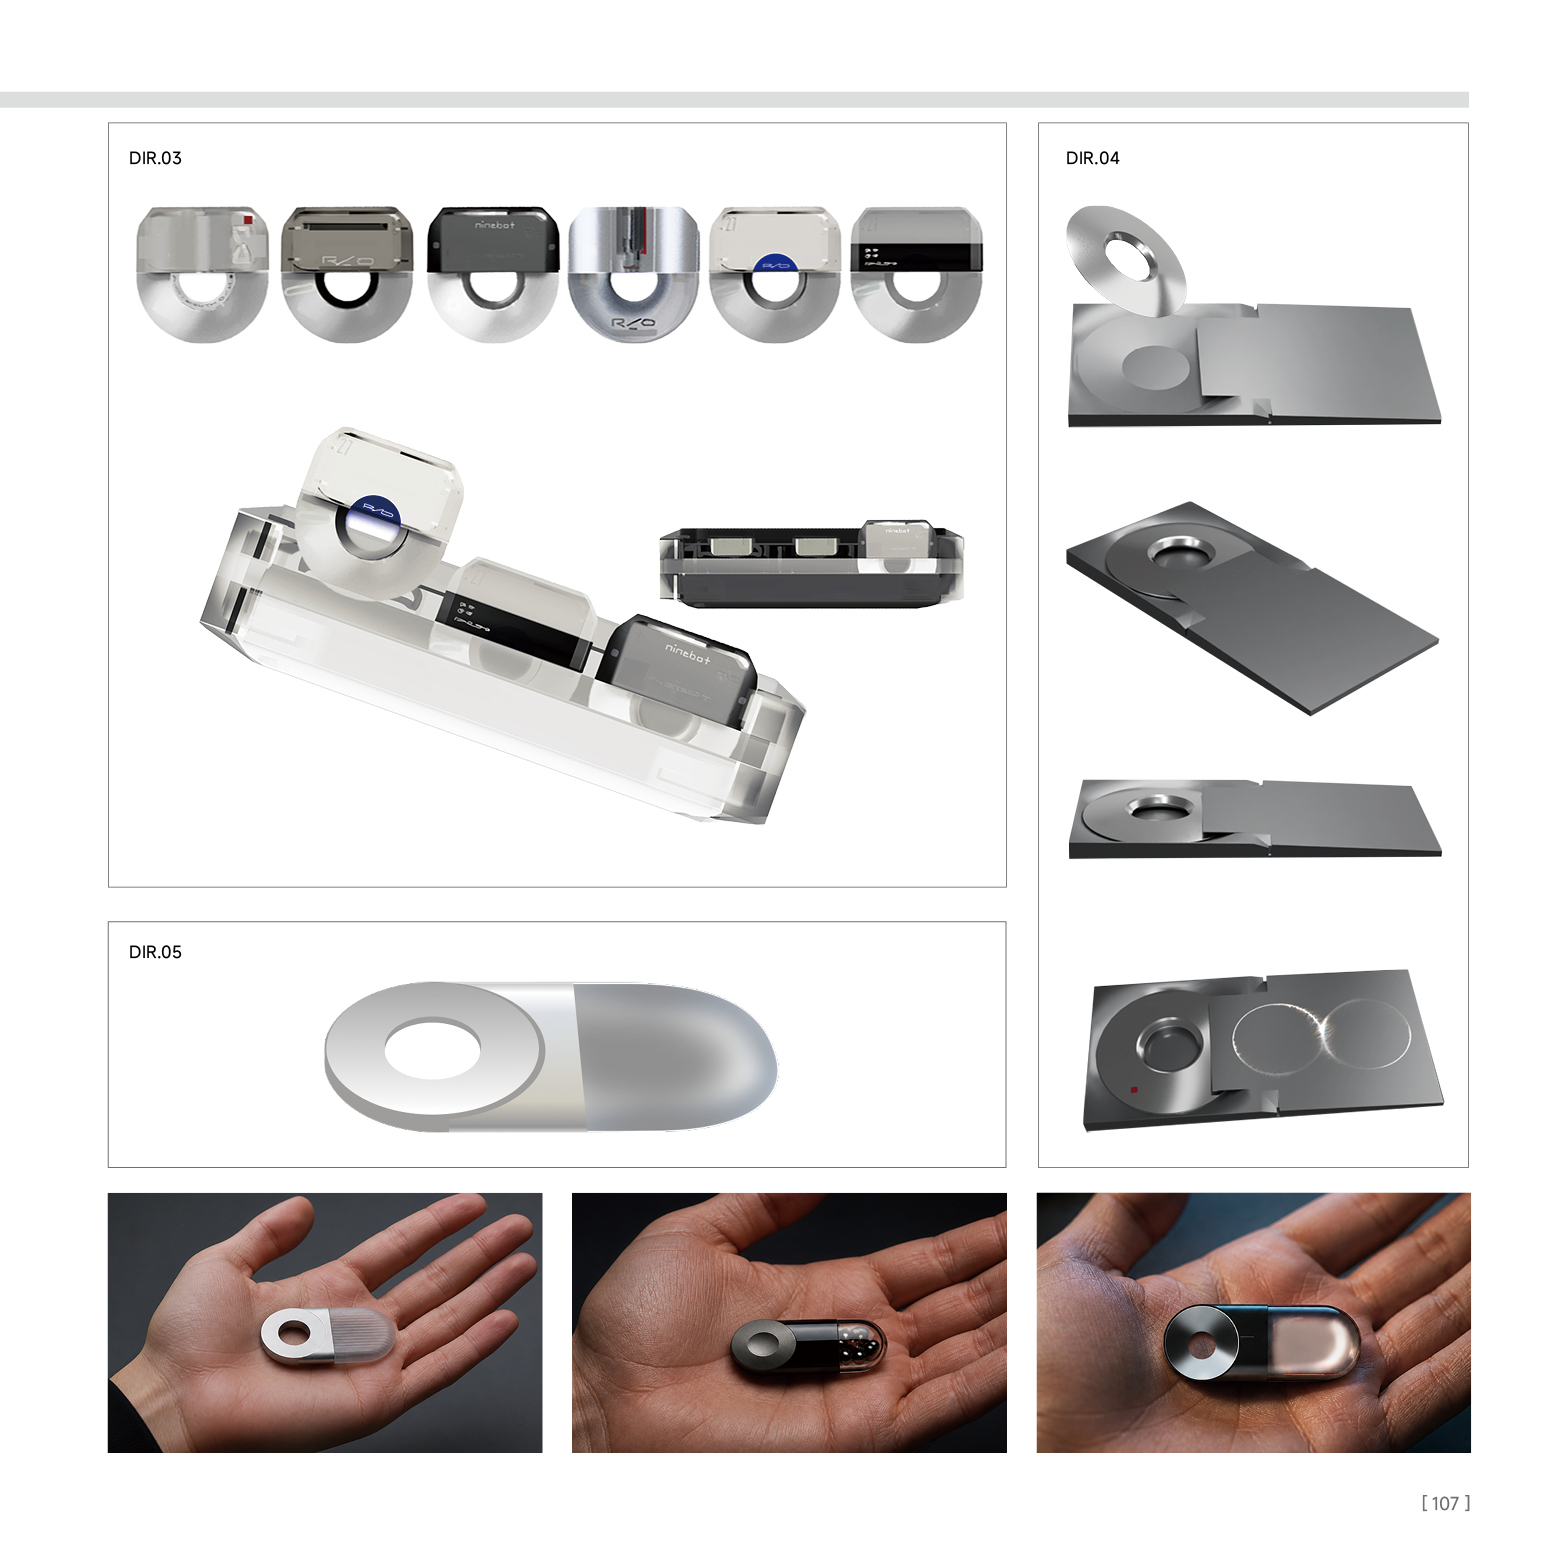 DIR.03
DIR.04
ninebot
R/O
R/O
R/O
R/O
ninebot
ninebot
DIR.05
[ 107 ]